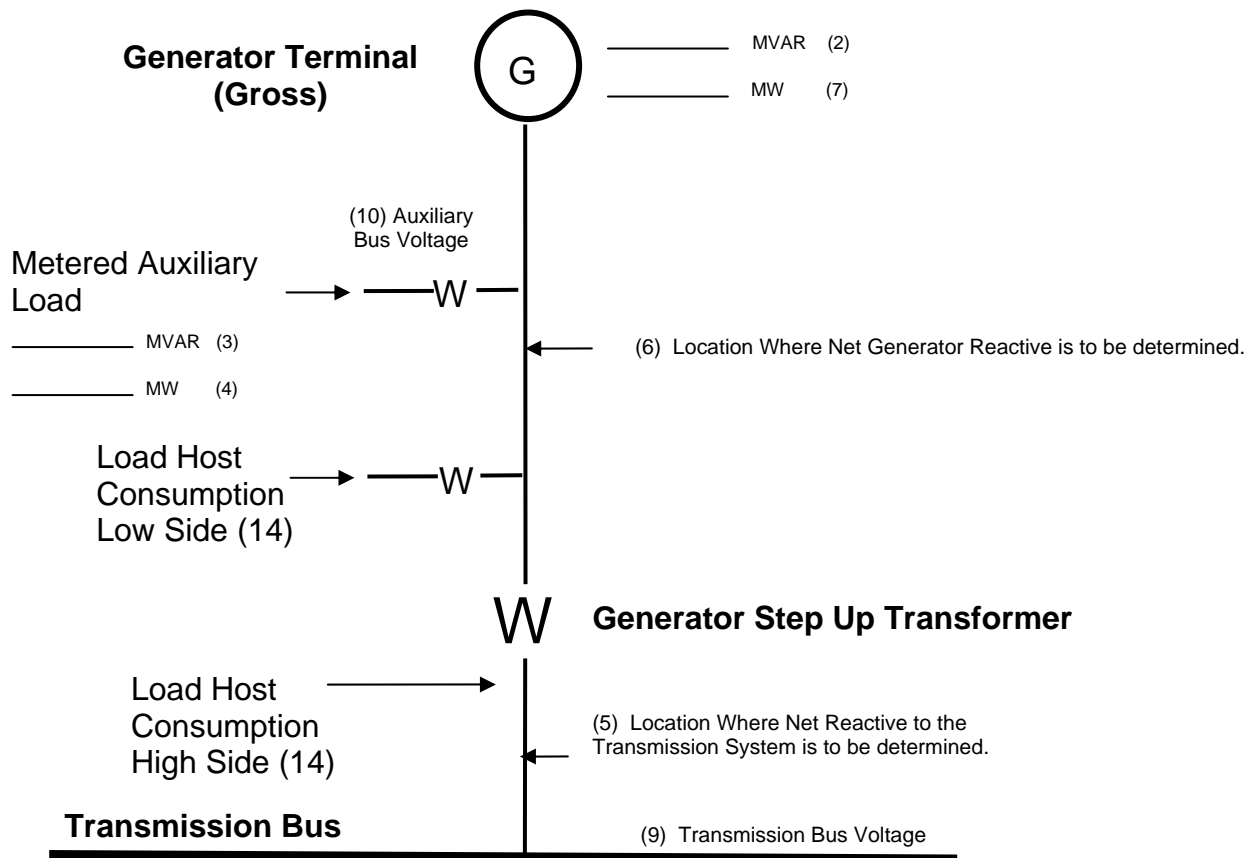 Generator Terminal
(Gross)
G
MVAR (2)
MW (7)
(10) Auxiliary
Bus Voltage
Metered Auxiliary
Load
W
MVAR (3)
MW (4)
(6) Location Where Net Generator Reactive is to be determined.
Load Host
Consumption
Low Side (14)
W
W
Generator Step Up Transformer
Load Host
Consumption
High Side (14)
(5) Location Where Net Reactive to the
Transmission System is to be determined.
Transmission Bus
(9) Transmission Bus Voltage